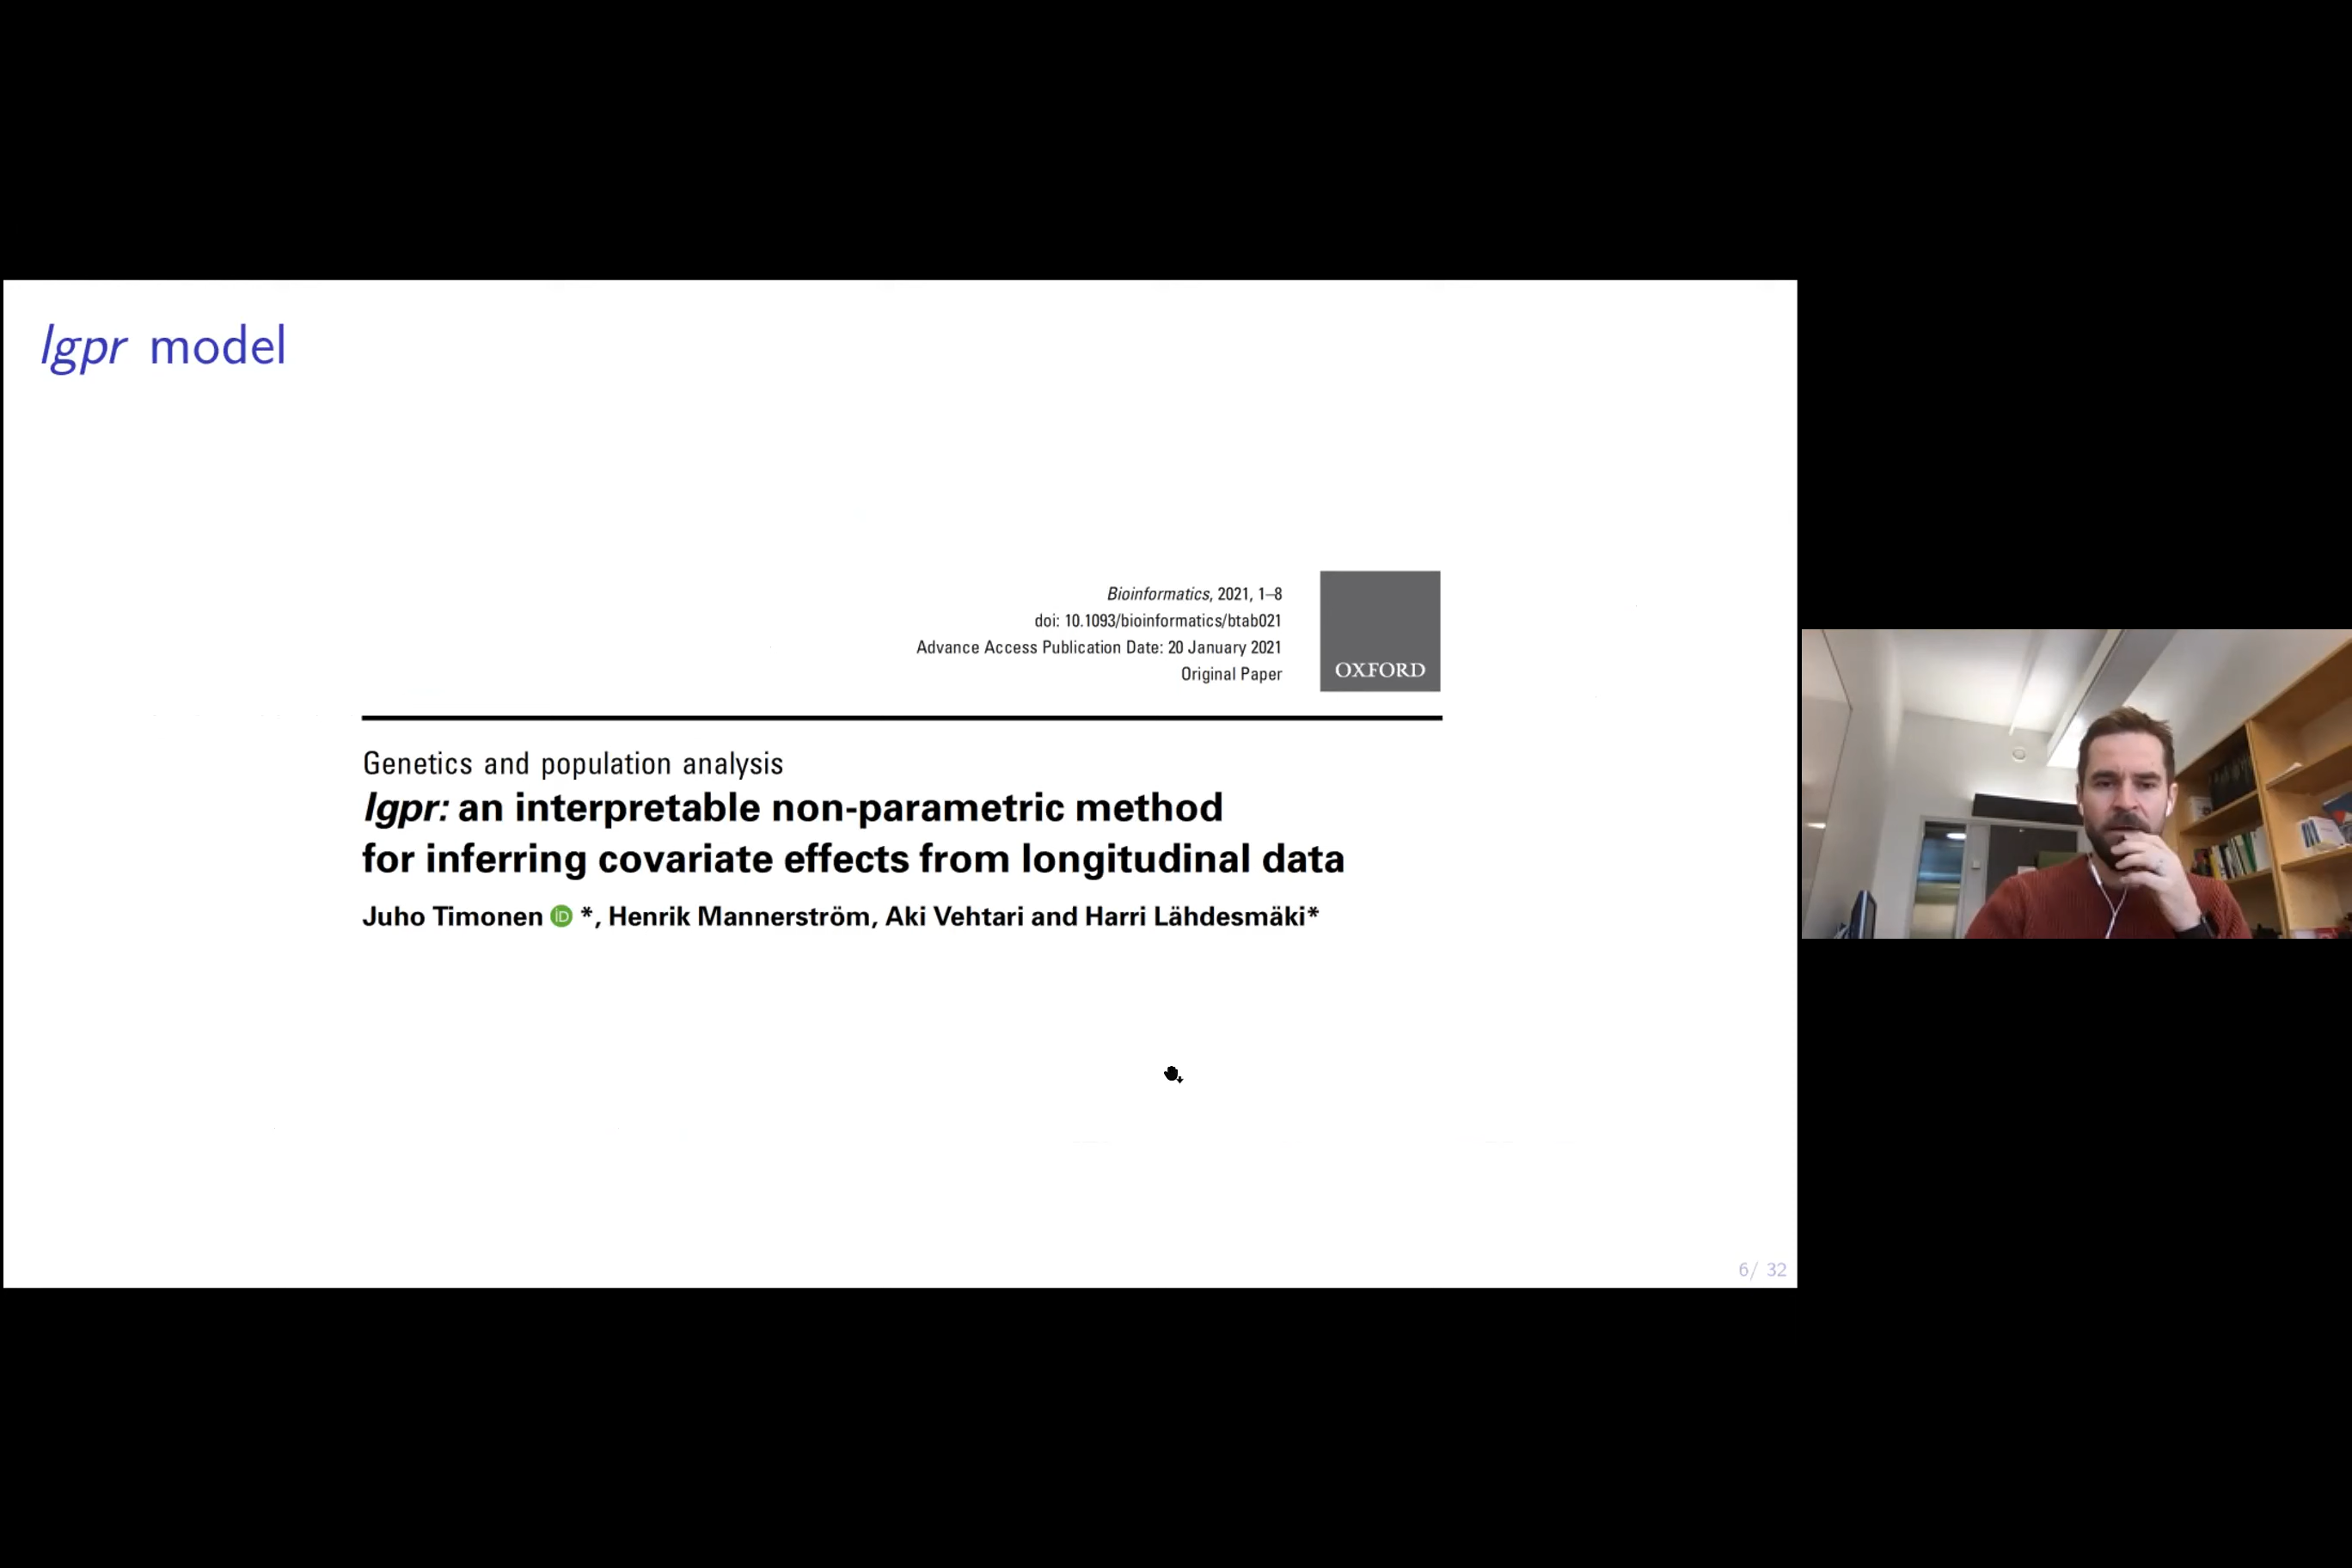 lgpr model
Bioinformatics, 2021, 1–8
doi: 10.1093/bioinformatics/btab021
Advance Access Publication Date: 20 January 2021
Original Paper
OXFORD
Genetics and population analysis
lgpr: an interpretable non-parametric method
for inferring covariate effects from longitudinal data
Juho Timonen iD *, Henrik Mannerström, Aki Vehtari and Harri Lähdesmäki*
6/ 32